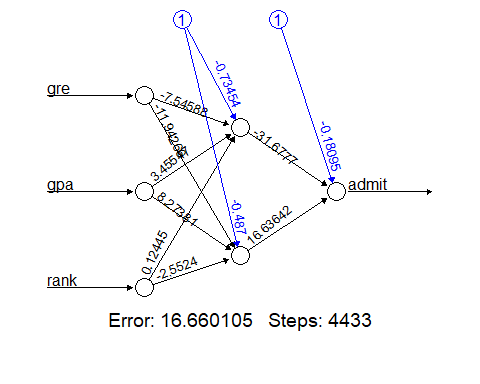 1
1
gre
gpa
rank
-0.73454
-0.487
-7.54588
3.45541
8.27381
0.12445
-2.5524
-0.18095
-31.6777
16.63642
admit
Error: 16.660105 Steps: 4433